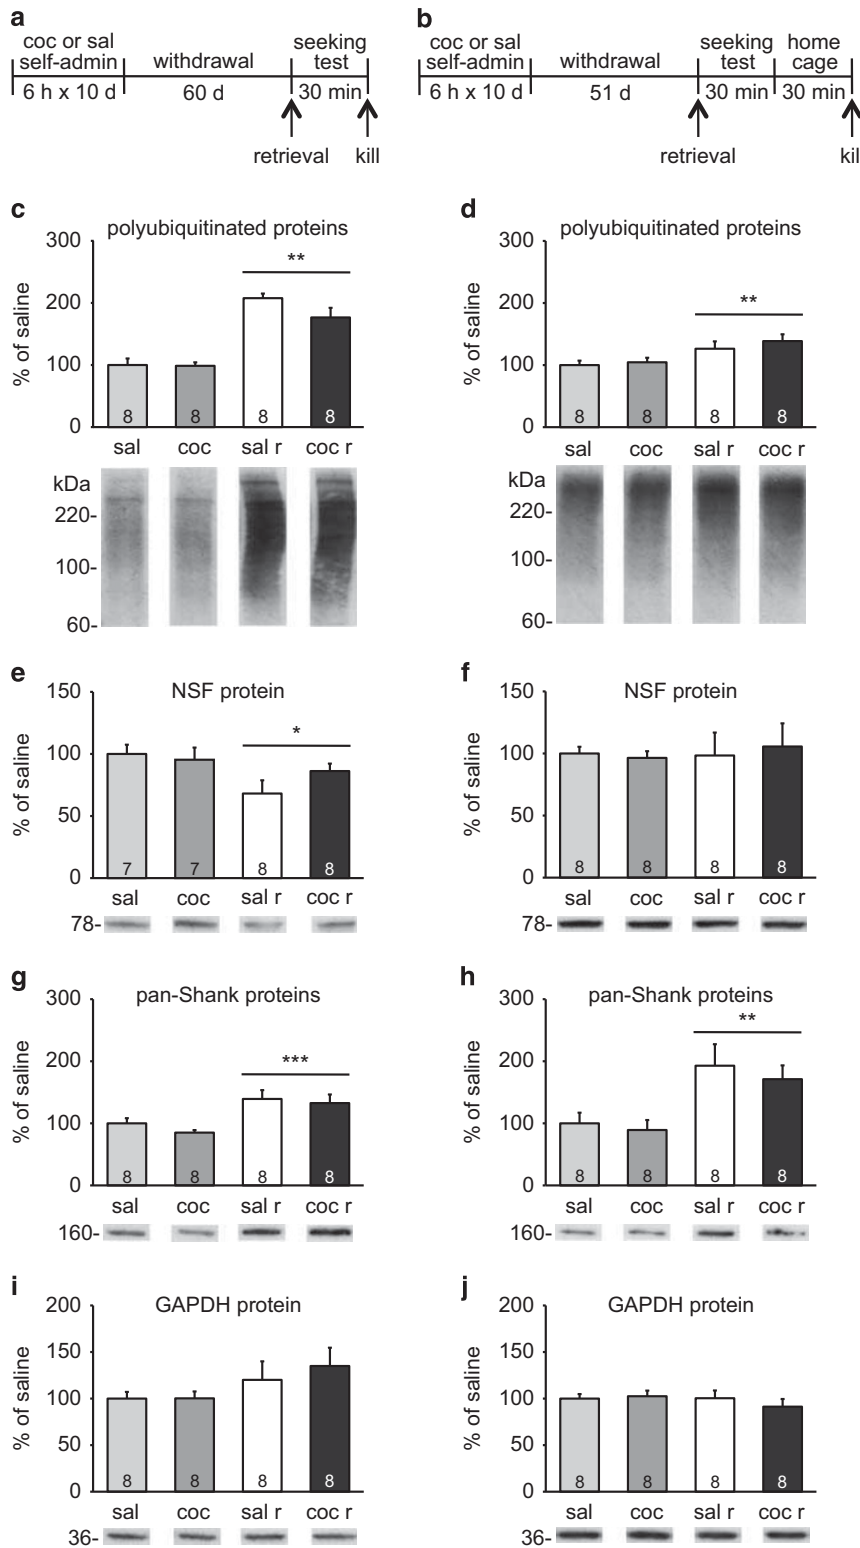 a
coc or sal
self-admin
withdrawal
seeking
test
6 h x 10 d
60 d
30 min
retrieval
kill
b
coc or sal
self-admin
withdrawal
seeking
test
home
cage
6 h x 10 d
51 d
30 min
30 min
retrieval
kil
c
polyubiquitinated proteins
% of saline
300
200
100
0
**
8 8 8 8
sal coc sal r coc r
kDa
220-
100-
60-
d
polyubiquitinated proteins
% of saline
300
200
100
0
**
8 8 8 8
sal coc sal r coc r
kDa
220-
100-
60-
e
NSF protein
% of saline
150
100
50
0
*
7 7 8 8
sal coc sal r coc r
78-
f
NSF protein
% of saline
150
100
50
0
8 8 8 8
sal coc sal r coc r
78-
g
pan-Shank proteins
% of saline
300
200
100
0
***
8 8 8 8
sal coc sal r coc r
160-
h
pan-Shank proteins
% of saline
300
200
100
0
**
8 8 8 8
sal coc sal r coc r
160-
i
GAPDH protein
% of saline
200
150
100
50
0
8 8 8 8
sal coc sal r coc r
36-
j
GAPDH protein
% of saline
200
150
100
50
0
8 8 8 8
sal coc sal r coc r
36-